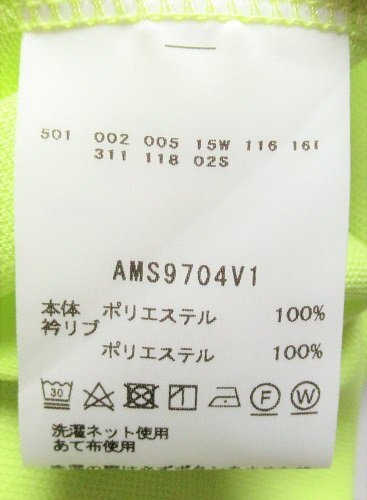 501 002 005 15W 116 16
311 118 02S
AMS9704V1
本体 ポリエステル 100%
衿リブ
ポリエステル 100%
30
F W
洗濯ネット使用
あて布使用